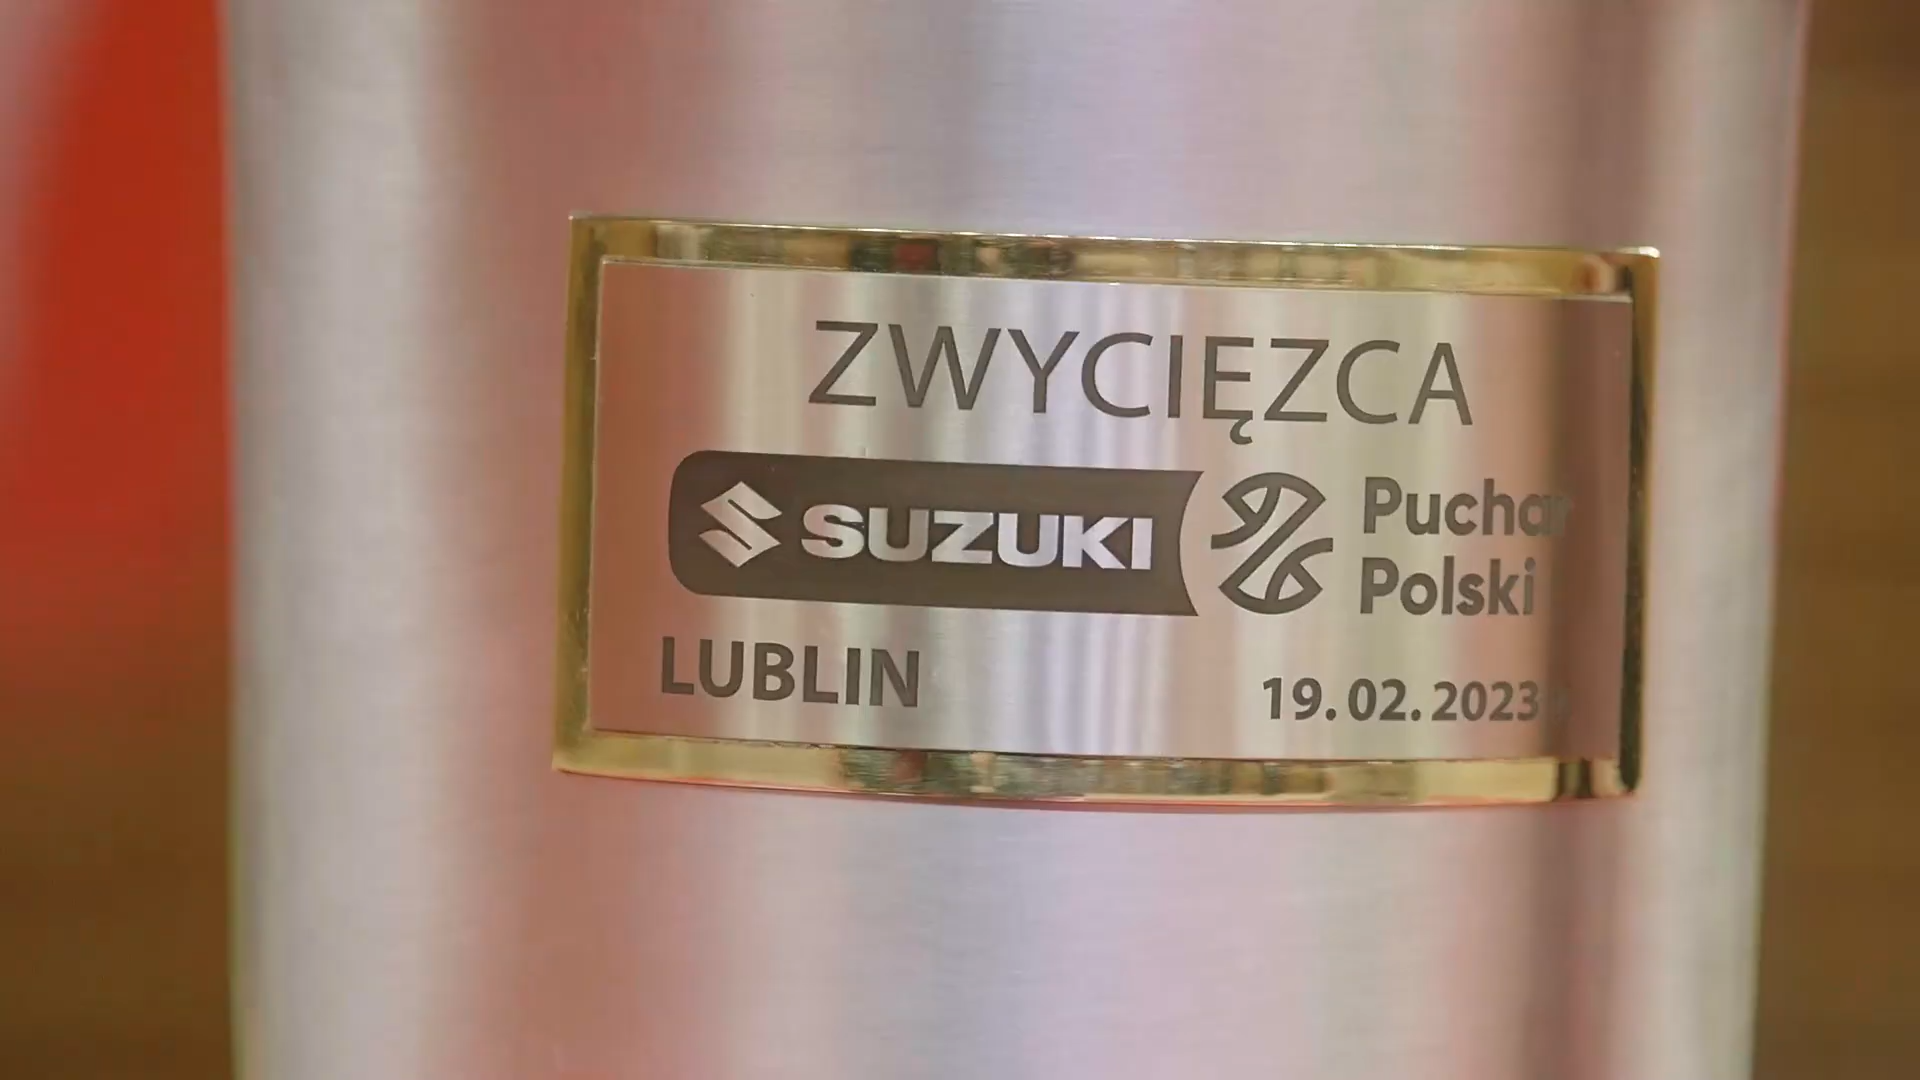 ZWYCIĘZCA
SUZUKI
Puchar
Polski
LUBLIN
19.02.2023